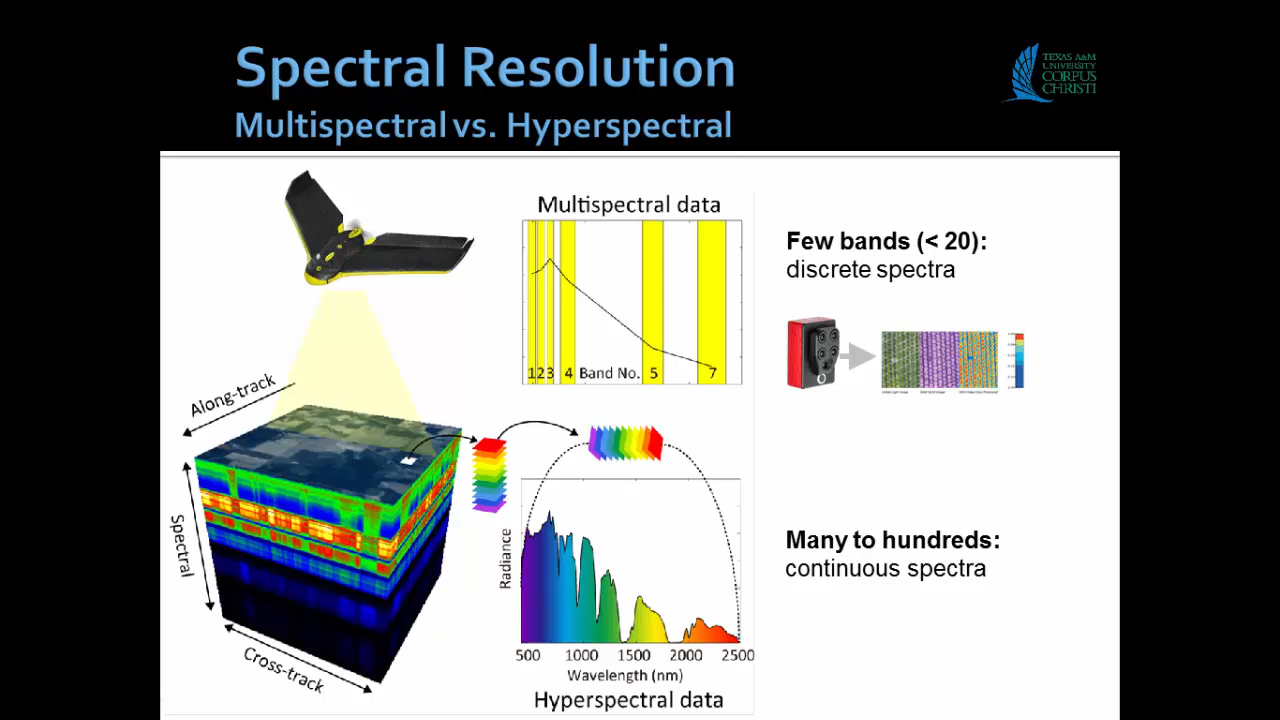 Spectral Resolution
Multispectral vs. Hyperspectral
TEXAS A&M
UNIVERSITY
CORPUS
CHRISTI
Multispectral data
1 2 3 4 Band No. 5 7
Few bands (< 20):
discrete spectra
Along-track
Spectral
Cross-track
Radiance
500 1000 1500 2000 2500
Wavelength (nm)
Hyperspectral data
Many to hundreds:
continuous spectra